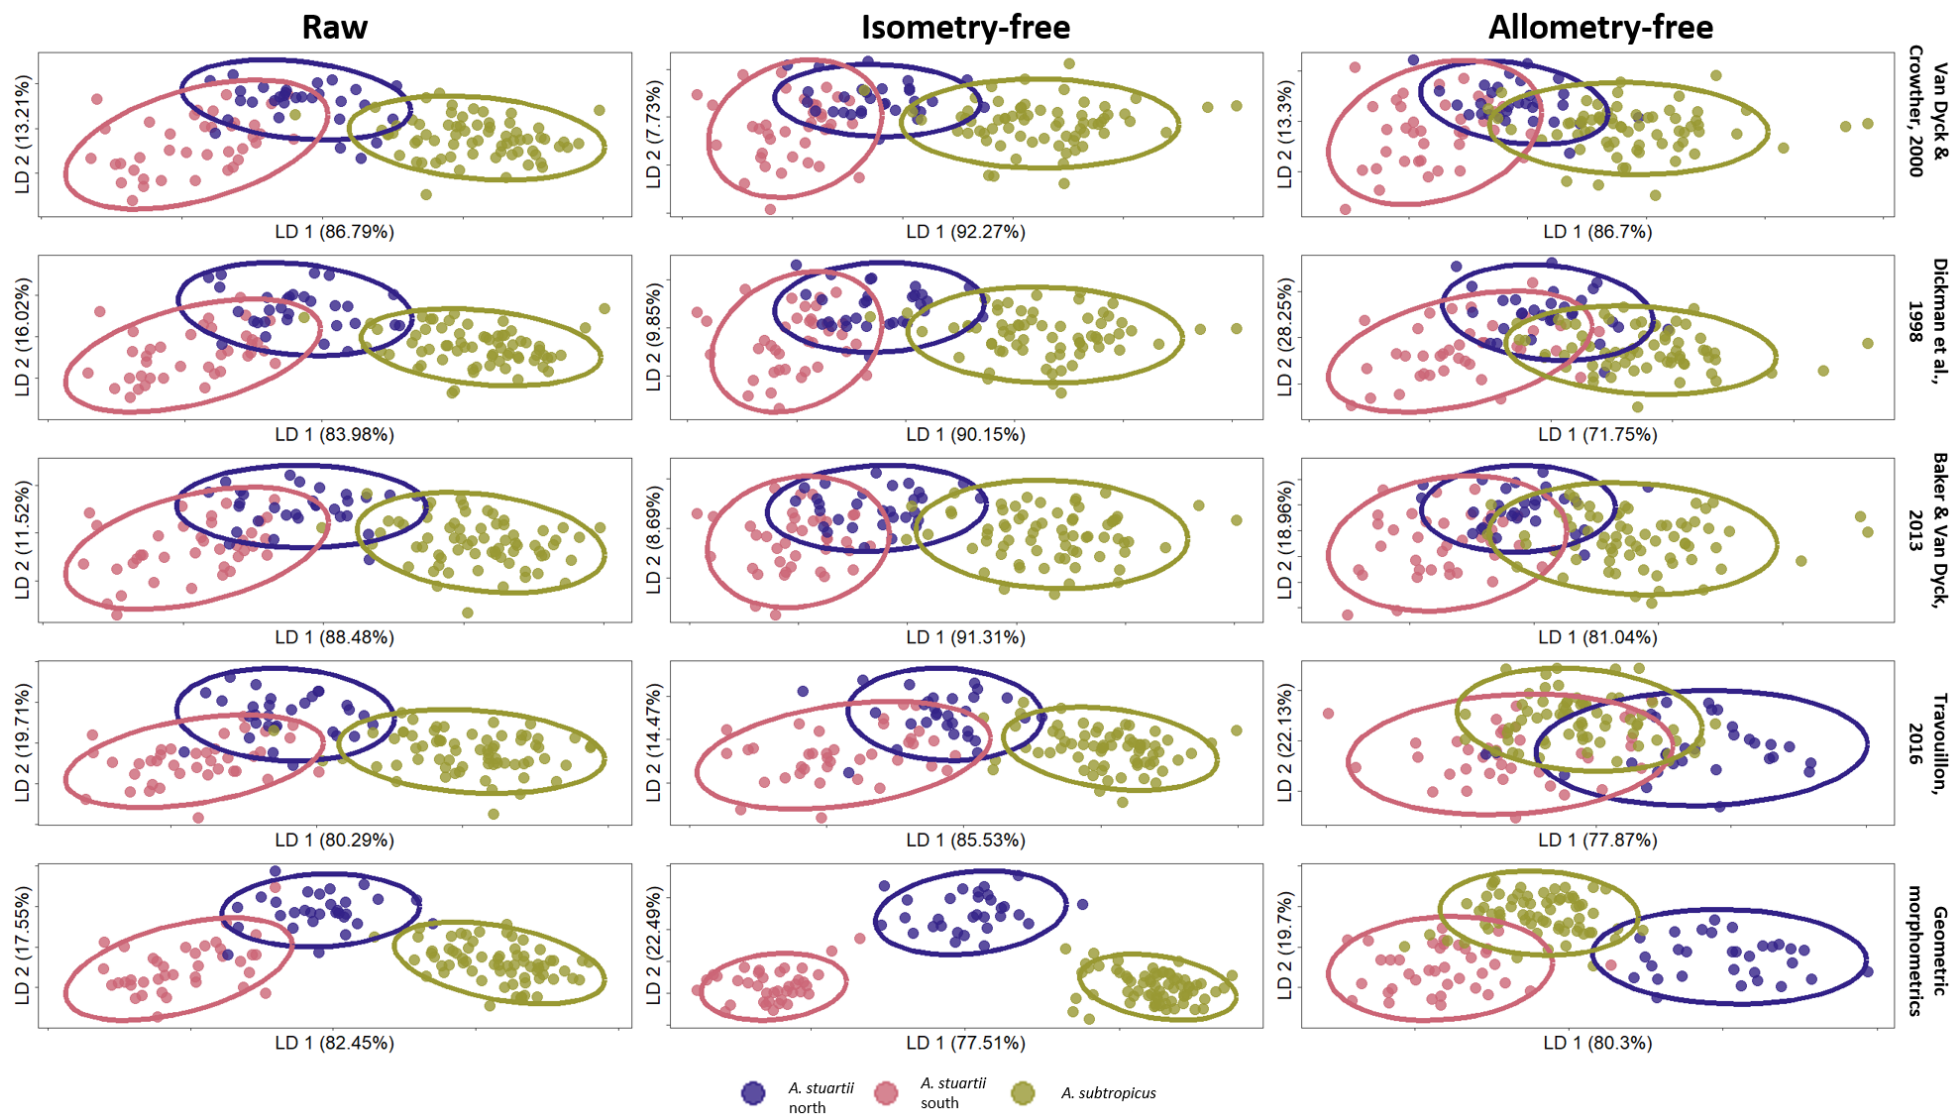 Raw
Isometry-free
Allometry-free
LD 2 (13.21%)
LD 1 (86.79%)
LD 2 (7.73%)
LD 1 (92.27%)
LD 2 (13.3%)
LD 1 (86.7%)
Van Dyck &
Crowther, 2000
LD 2 (16.02%)
LD 1 (83.98%)
LD 2 (9.85%)
LD 1 (90.15%)
LD 2 (28.25%)
LD 1 (71.75%)
Dickman et al.,
1998
LD 2 (11.52%)
LD 1 (88.48%)
LD 2 (8.69%)
LD 1 (91.31%)
LD 2 (18.96%)
LD 1 (81.04%)
Baker & Van Dyck,
2013
LD 2 (19.71%)
LD 1 (80.29%)
LD 2 (14.47%)
LD 1 (85.53%)
LD 2 (22.13%)
LD 1 (77.87%)
Travouillon,
2016
LD 2 (17.55%)
LD 1 (82.45%)
LD 2 (22.49%)
LD 1 (77.51%)
LD 2 (19.7%)
LD 1 (80.3%)
Geometric
morphometrics
A. stuartii
north
A. stuartii
south
A. subtropicus